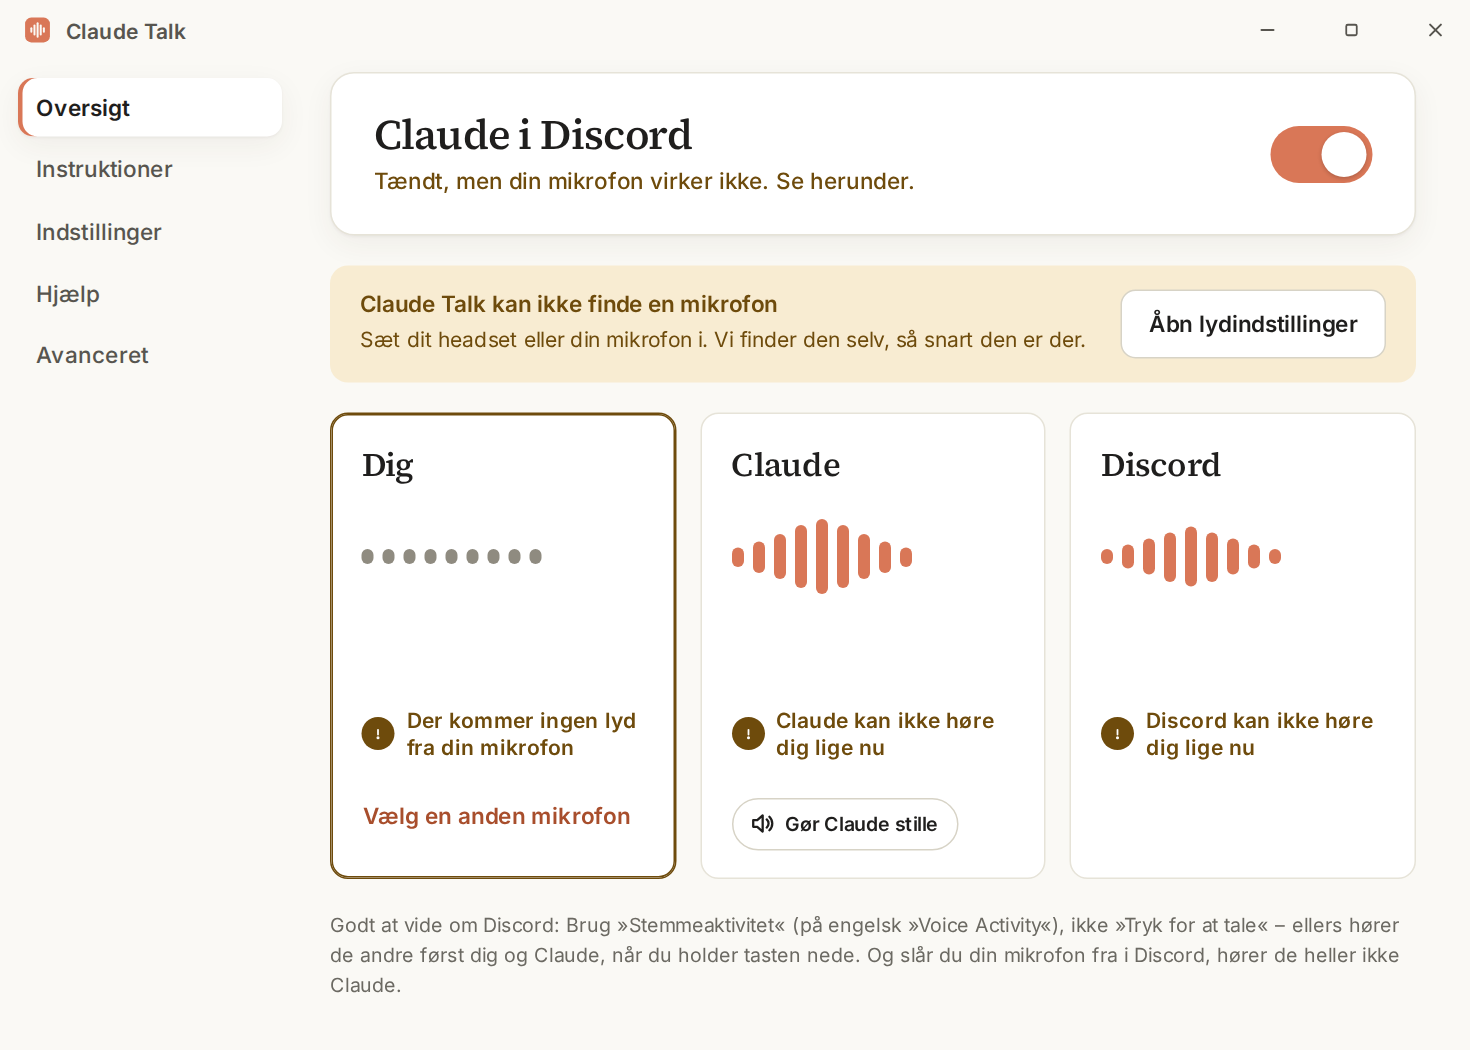 Claude Talk
Oversigt
Instruktioner
Indstillinger
Hjælp
Avanceret
Claude i Discord
Tændt, men din mikrofon virker ikke. Se herunder.
Claude Talk kan ikke finde en mikrofon
Sæt dit headset eller din mikrofon i. Vi finder den selv, så snart den er der.
Åbn lydindstillinger
Dig
Der kommer ingen lyd
fra din mikrofon
Vælg en anden mikrofon
Claude
Claude kan ikke høre
dig lige nu
Gør Claude stille
Discord
Discord kan ikke høre
dig lige nu
Godt at vide om Discord: Brug »Stemmeaktivitet« (på engelsk »Voice Activity«), ikke »Tryk for at tale« – ellers hører
de andre først dig og Claude, når du holder tasten nede. Og slår du din mikrofon fra i Discord, hører de heller ikke
Claude.